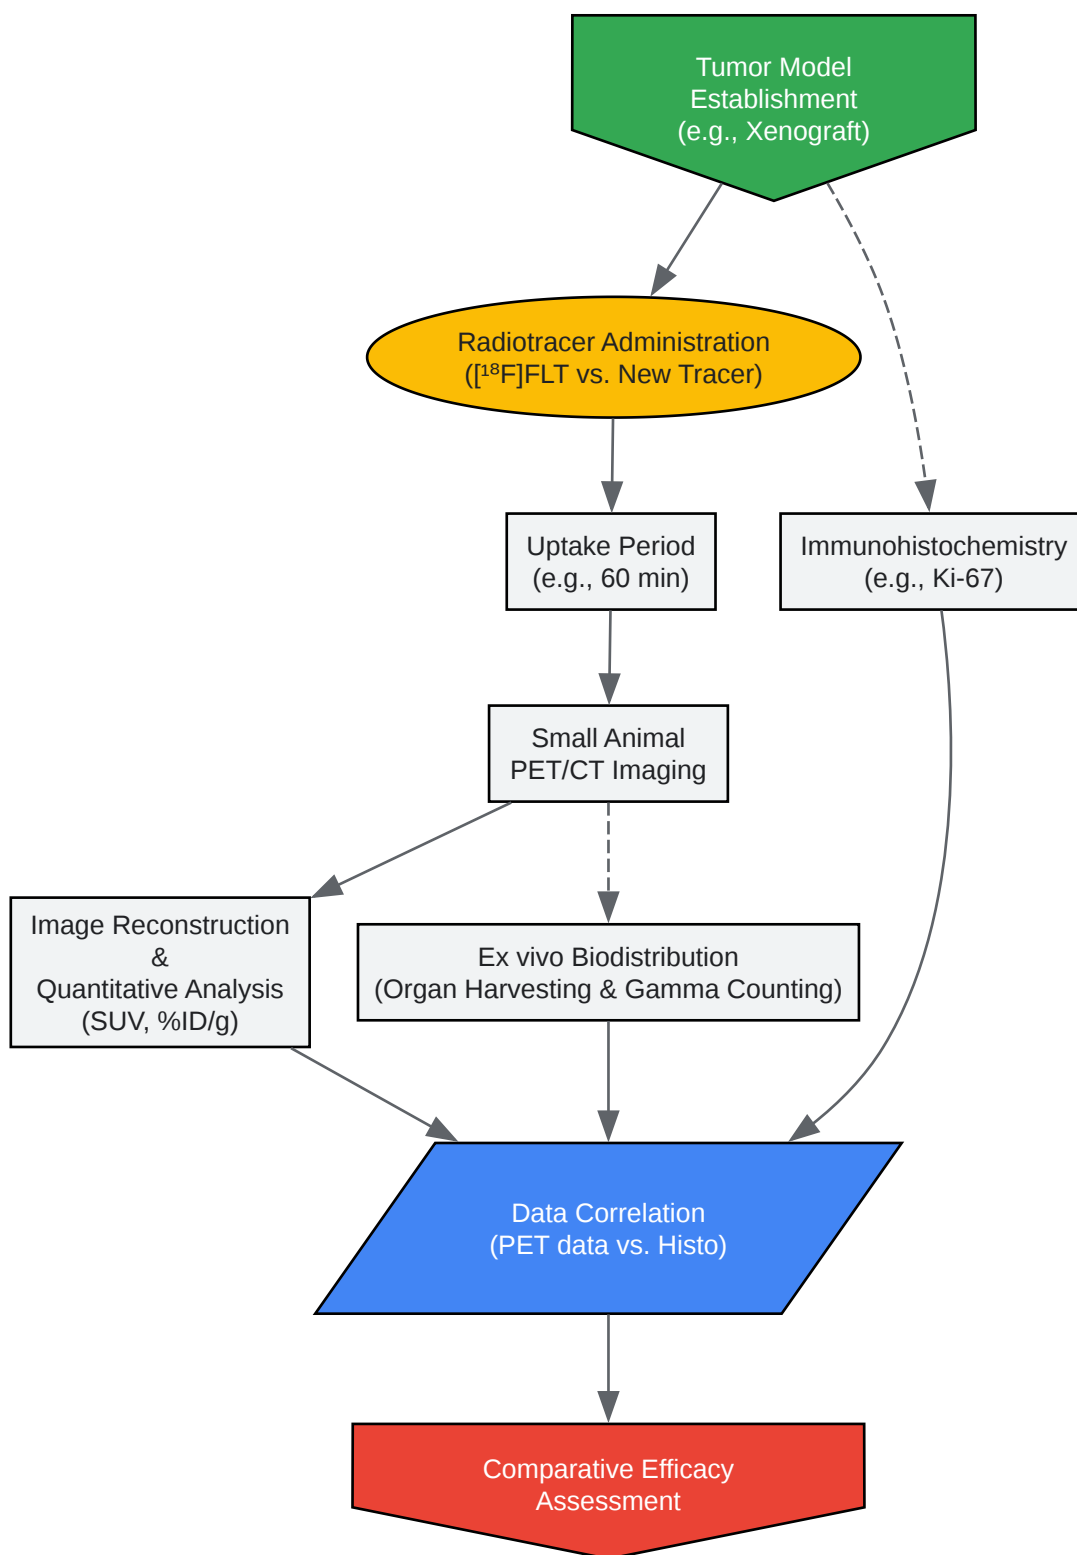 Tumor Model
Establishment
(e.g., Xenograft)
Radiotracer Administration
([¹⁸F]FLT vs. New Tracer)
Uptake Period
(e.g., 60 min)
Immunohistochemistry
(e.g., Ki-67)
Small Animal
PET/CT Imaging
Image Reconstruction
&
Quantitative Analysis
(SUV, %ID/g)
Ex vivo Biodistribution
(Organ Harvesting & Gamma Counting)
Data Correlation
(PET data vs. Histo)
Comparative Efficacy
Assessment